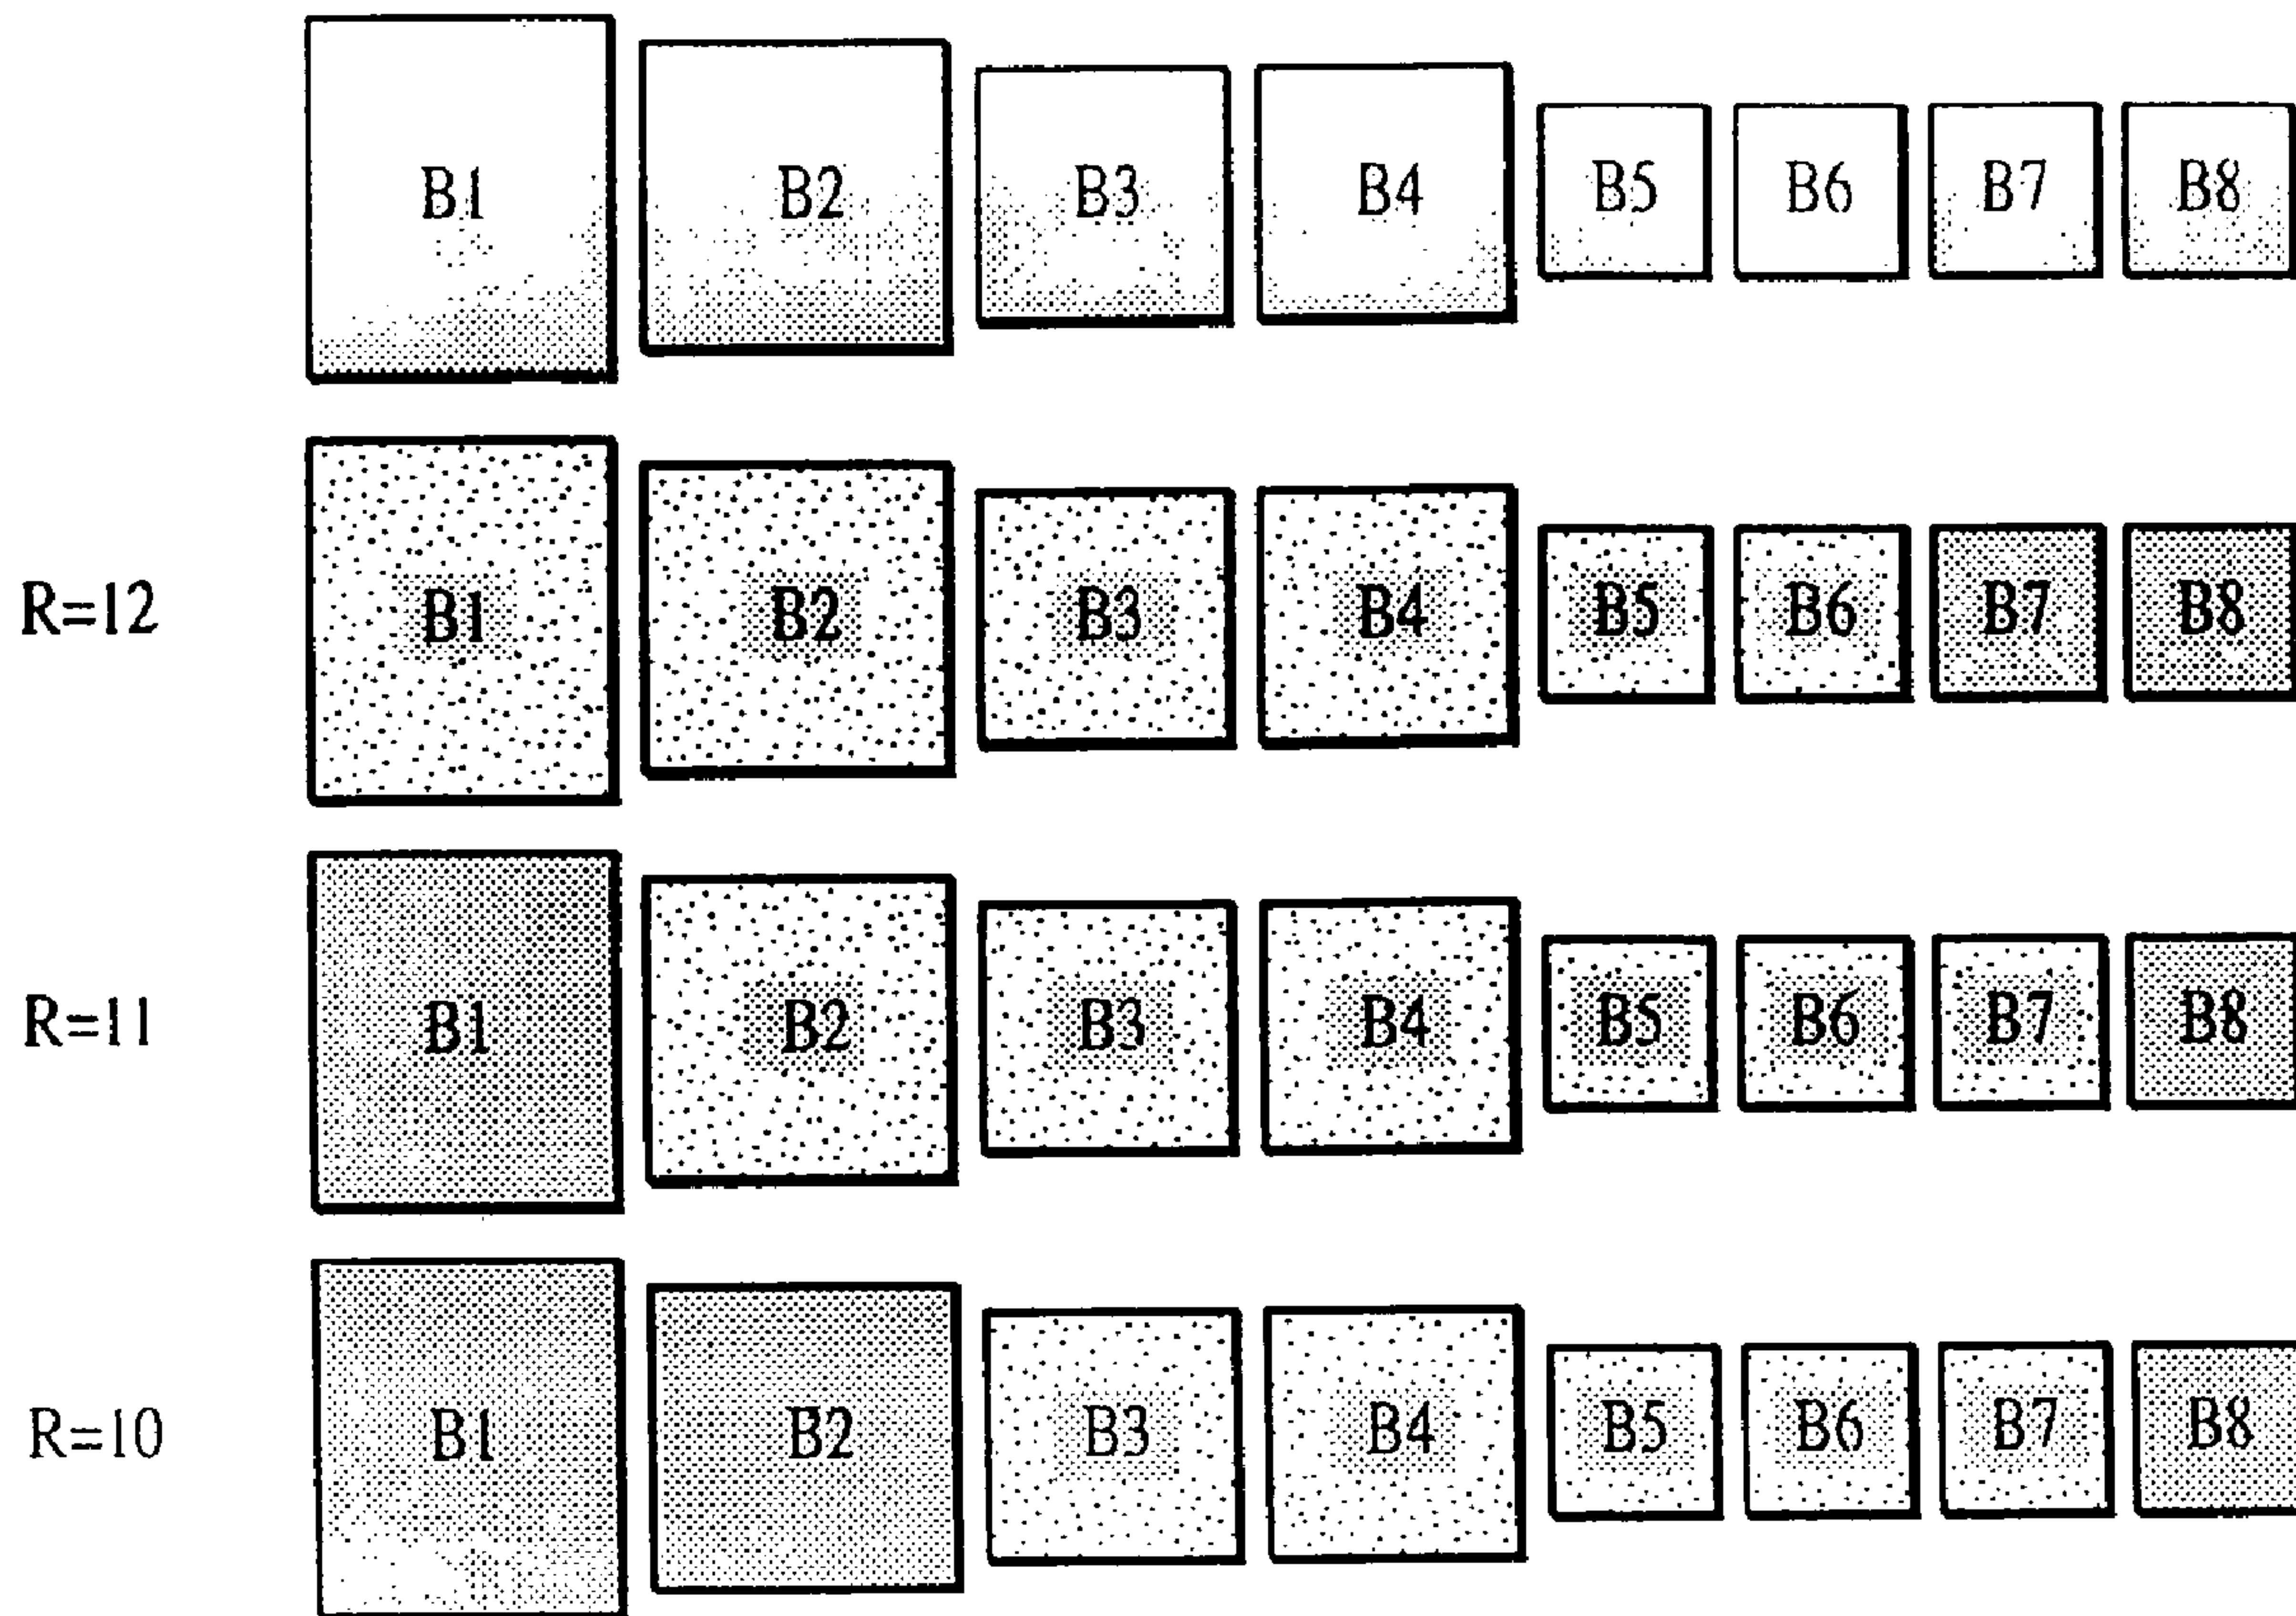 B1 B2 B3 B4 B5 B6 B7 B8
R=12 B1 B2 B3 B4 B5 B6 B7 B8
R=11 B1 B2 B3 B4 B5 B6 B7 B8
R=10 B1 B2 B3 B4 B5 B6 B7 B8